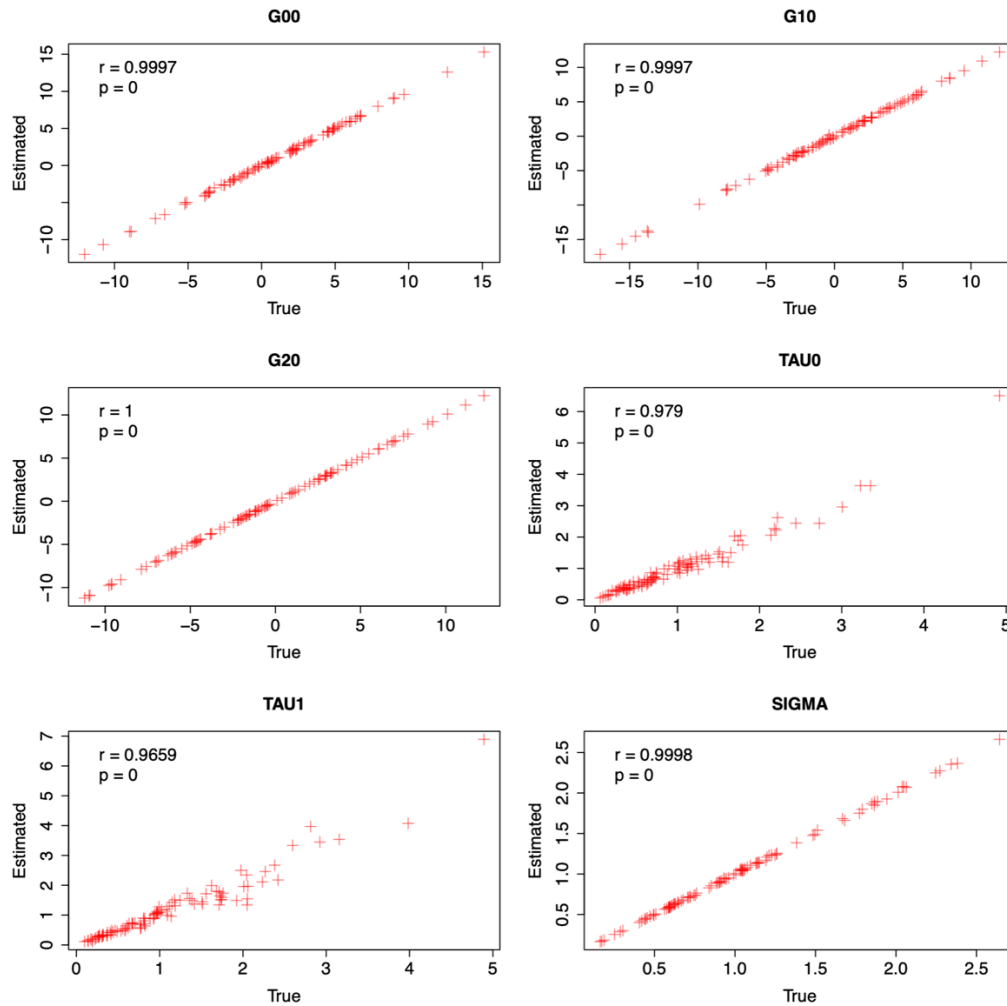 G00
r = 0.9997
p = 0
Estimated
−10 0 5 10 15
−10 −5 0 5 10 15
True
G10
r = 0.9997
p = 0
Estimated
−15 −5 0 5 10
−15 −10 −5 0 5 10
True
G20
r = 1
p = 0
Estimated
−10 −5 0 5 10
−10 −5 0 5 10
True
TAU0
r = 0.979
p = 0
Estimated
0 1 2 3 4 5 6
0 1 2 3 4 5
True
TAU1
r = 0.9659
p = 0
Estimated
0 1 2 3 4 5 6 7
0 1 2 3 4 5
True
SIGMA
r = 0.9998
p = 0
Estimated
0.5 1.0 1.5 2.0 2.5
0.5 1.0 1.5 2.0 2.5
True